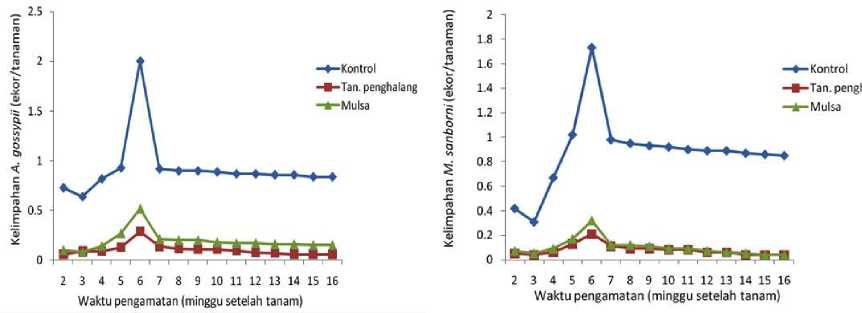 Kelimpahan A. gossypii (ekor/tanaman)
2.5
2
1.5
1
0.5
0
2 3 4 5 6 7 8 9 10 11 12 13 14 15 16
Waktu pengamatan (minggu setelah tanam)
Kontrol
Tan. penghalang
Mulsa
Kelimpahan M. sanborni (ekor/tanaman)
2
1.8
1.6
1.4
1.2
1
0.8
0.6
0.4
0.2
0
2 3 4 5 6 7 8 9 10 11 12 13 14 15 16
Waktu pengamatan (minggu setelah tanam)
Kontrol
Tan. pengh
Mulsa